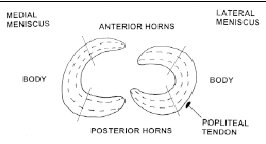 MEDIAL MENISCUS
ANTERIOR HORNS
LATERAL MENISCUS
BODY
BODY
POSTERIOR HORNS
POPLITEAL TENDON